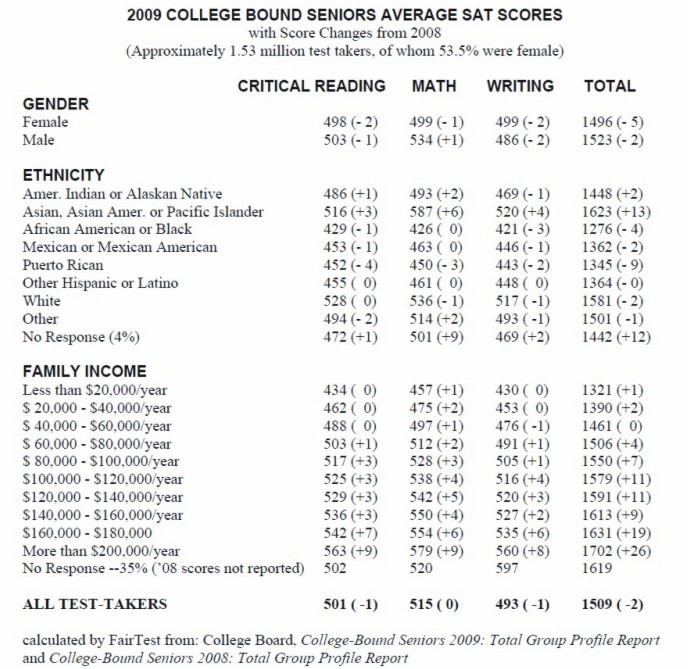 2009 COLLEGE BOUND SENIORS AVERAGE SAT SCORES
with Score Changes from 2008
(Approximately 1.53 million test takers, of whom 53.5% were female)
CRITICAL READING MATH WRITING TOTAL
GENDER
Female 498 (- 2) 499 (- 1) 499 (- 2) 1496 (- 5)
Male 503 (- 1) 534 (+1) 486 (- 2) 1523 (- 2)
ETHNICITY
Amer. Indian or Alaskan Native 486 (+1) 493 (+2) 469 (- 1) 1448 (+2)
Asian, Asian Amer. or Pacific Islander 516 (+3) 587 (+6) 520 (+4) 1623 (+13)
African American or Black 429 (- 1) 426 ( 0) 421 (- 3) 1276 (- 4)
Mexican or Mexican American 453 (- 1) 463 ( 0) 446 (- 1) 1362 (- 2)
Puerto Rican 452 (- 4) 450 (- 3) 443 (- 2) 1345 (- 9)
Other Hispanic or Latino 455 ( 0) 461 ( 0) 448 ( 0) 1364 (- 0)
White 528 ( 0) 536 (- 1) 517 ( -1) 1581 (- 2)
Other 494 (- 2) 514 (+2) 493 ( -1) 1501 ( -1)
No Response (4%) 472 (+1) 501 (+9) 469 (+2) 1442 (+12)
FAMILY INCOME
Less than $20,000/year 434 ( 0) 457 (+1) 430 ( 0) 1321 (+1)
$ 20,000 - $40,000/year 462 ( 0) 475 (+2) 453 ( 0) 1390 (+2)
$ 40,000 - $60,000/year 488 ( 0) 497 (+1) 476 ( -1) 1461 ( 0)
$ 60,000 - $80,000/year 503 (+1) 512 (+2) 491 (+1) 1506 (+4)
$ 80,000 - $100,000/year 517 (+3) 528 (+3) 505 (+1) 1550 (+7)
$100,000 - $120,000/year 525 (+3) 538 (+4) 516 (+4) 1579 (+11)
$120,000 - $140,000/year 529 (+3) 542 (+5) 520 (+3) 1591 (+11)
$140,000 - $160,000/year 536 (+3) 550 (+4) 527 (+2) 1613 (+9)
$160,000 - $180,000 542 (+7) 554 (+6) 535 (+6) 1631 (+19)
More than $200,000/year 563 (+9) 579 (+9) 560 (+8) 1702 (+26)
No Response --35% ('08 scores not reported) 502 520 597 1619
ALL TEST-TAKERS 501 ( -1) 515 ( 0) 493 ( -1) 1509 ( -2)
calculated by FairTest from: College Board, College-Bound Seniors 2009: Total Group Profile Report
and College-Bound Seniors 2008: Total Group Profile Report